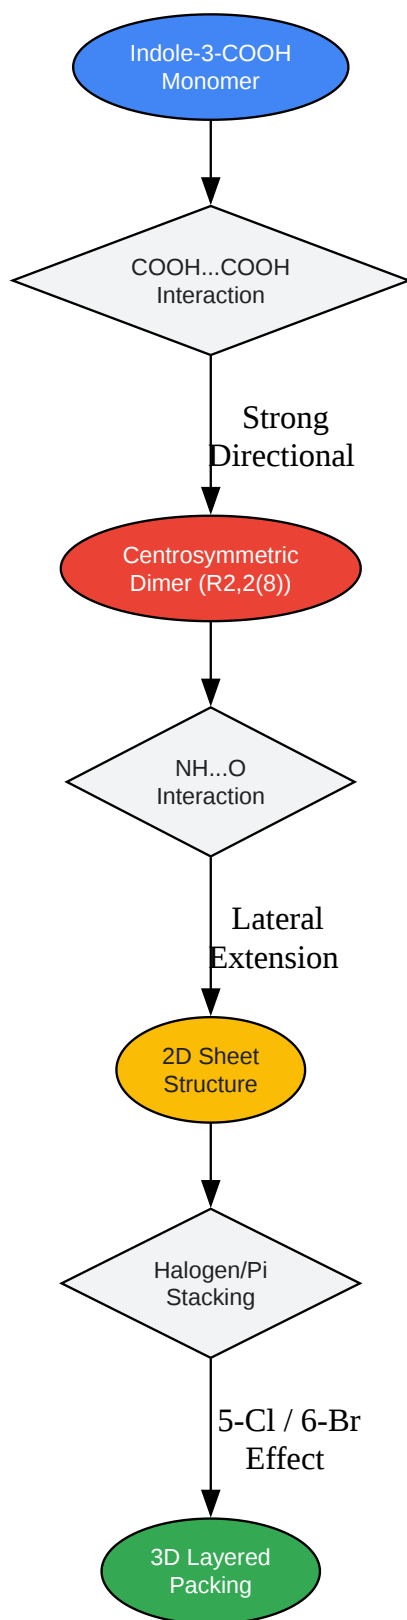 Indole-3-COOH
Monomer
COOH...COOH
Interaction
Strong
Directional
Centrosymmetric
Dimer (R2,2(8))
NH...O
Interaction
Lateral
Extension
2D Sheet
Structure
Halogen/Pi
Stacking
5-Cl / 6-Br
Effect
3D Layered
Packing